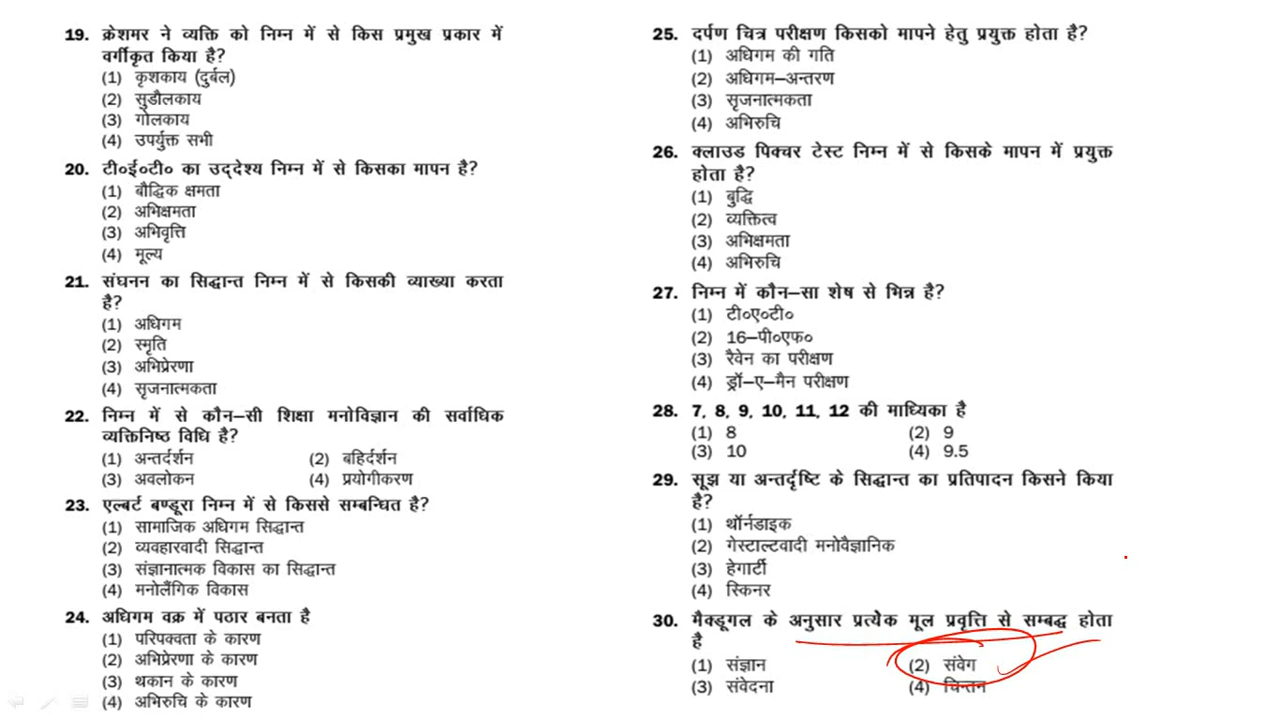 19. क्रेशमर ने व्यक्ति को निम्न में से किस प्रमुख प्रकार में
वर्गीकृत किया है?
(1) कृशकाय (दुर्बल)
(2) सुडौलकाय
(3) गोलकाय
(4) उपर्युक्त सभी
20. टी०ई०टी० का उद्देश्य निम्न में से किसका मापन है?
(1) बौद्धिक क्षमता
(2) अभिक्षमता
(3) अभिवृत्ति
(4) मूल्य
21. संघनन का सिद्धान्त निम्न में से किसकी व्याख्या करता
है?
(1) अधिगम
(2) स्मृति
(3) अभिप्रेरणा
(4) सृजनात्मकता
22. निम्न में से कौन–सी शिक्षा मनोविज्ञान की सर्वाधिक
व्यक्तिनिष्ठ विधि है?
(1) अन्तर्दर्शन (2) बहिर्दर्शन
(3) अवलोकन (4) प्रयोगीकरण
23. एल्बर्ट बण्डूरा निम्न में से किससे सम्बन्धित है?
(1) सामाजिक अधिगम सिद्धान्त
(2) व्यवहारवादी सिद्धान्त
(3) संज्ञानात्मक विकास का सिद्धान्त
(4) मनोलैंगिक विकास
24. अधिगम वक्र में पठार बनता है
(1) परिपक्वता के कारण
(2) अभिप्रेरणा के कारण
(3) थकान के कारण
(4) अभिरुचि के कारण
25. दर्पण चित्र परीक्षण किसको मापने हेतु प्रयुक्त होता है?
(1) अधिगम की गति
(2) अधिगम–अन्तरण
(3) सृजनात्मकता
(4) अभिरुचि
26. क्लाउड पिक्चर टेस्ट निम्न में से किसके मापन में प्रयुक्त
होता है?
(1) बुद्धि
(2) व्यक्तित्व
(3) अभिक्षमता
(4) अभिरुचि
27. निम्न में कौन–सा शेष से भिन्न है?
(1) टी०ए०टी०
(2) 16–पी०एफ०
(3) रैवेन का परीक्षण
(4) ड्रॉ–ए–मैन परीक्षण
28. 7, 8, 9, 10, 11, 12 की माध्यिका है
(1) 8 (2) 9
(3) 10 (4) 9.5
29. सूझ या अन्तर्दृष्टि के सिद्धान्त का प्रतिपादन किसने किया
है?
(1) थॉर्नडाइक
(2) गेस्टाल्टवादी मनोवैज्ञानिक
(3) हेगार्टी
(4) स्किनर
30. मैक्डूगल के अनुसार प्रत्येक मूल प्रवृत्ति से सम्बद्ध होता
है
(1) संज्ञान (2) संवेग
(3) संवेदना (4) चिन्तन